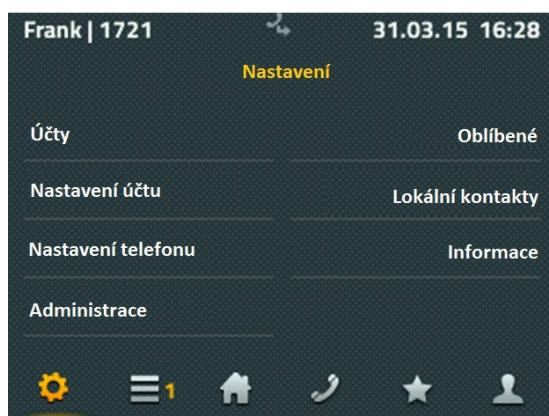 Frank | 1721 31.03.15 16:28
Nastavení
Účty Oblíbené
Nastavení účtu Lokální kontakty
Nastavení telefonu Informace
Administrace
1